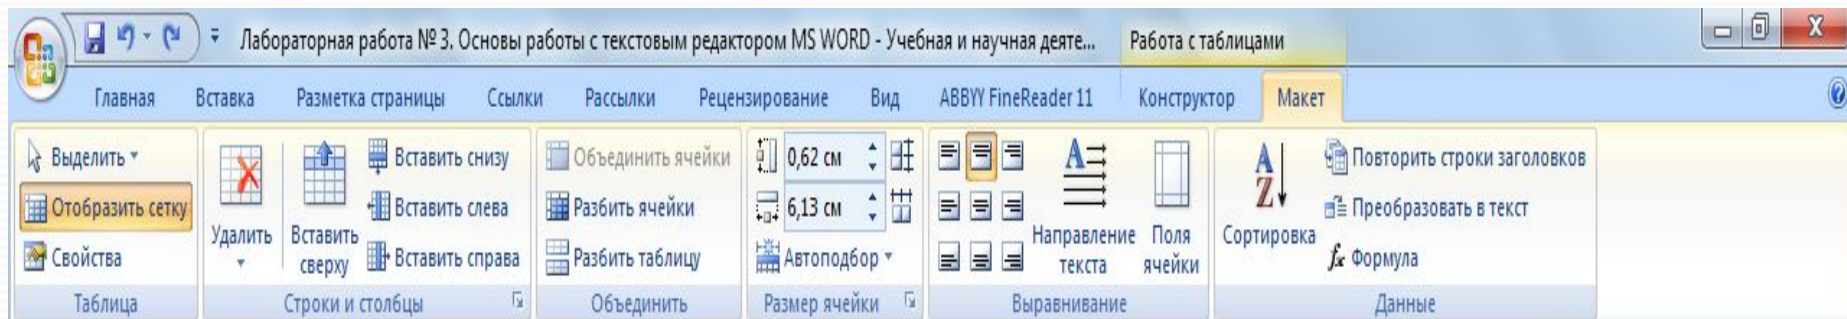 Лабораторная работа № 3. Основы работы с текстовым редактором MS WORD - Учебная и научная деяте... Работа с таблицами
Главная Вставка Разметка страницы Ссылки Рассылки Рецензирование Вид ABBYY FineReader 11 Конструктор Макет
Выделить
Отобразить сетку
Свойства
Таблица
Удалить
Вставить сверху
Вставить снизу
Вставить слева
Вставить справа
Строки и столбцы
Объединить ячейки
Разбить ячейки
Разбить таблицу
Объединить
0,62 см
6,13 см
Автоподбор
Размер ячейки
Направление
текста
Поля
ячейки
Выравнивание
А
Я
Сортировка
Повторить строки заголовков
Преобразовать в текст
fx Формула
Данные